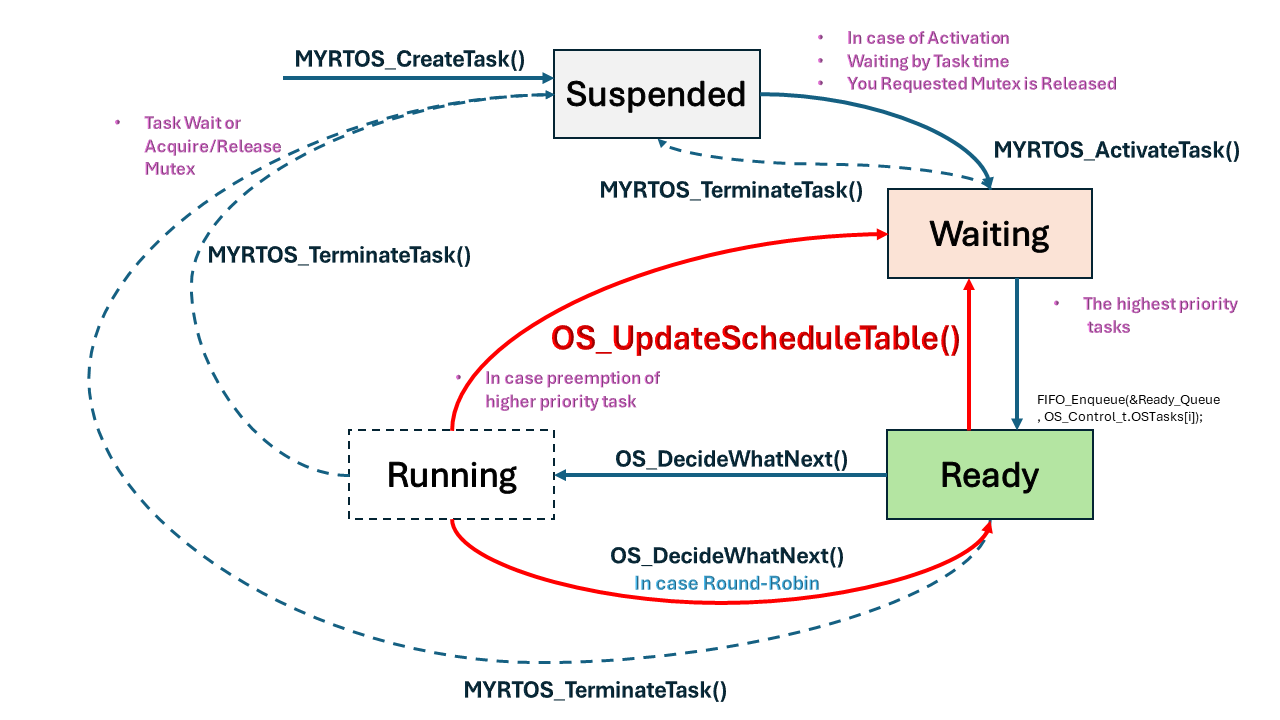 In case of Activation
Waiting by Task time
You Requested Mutex is Released
MYRTOS_CreateTask()
Suspended
Task Wait or
Acquire/Release
Mutex
MYRTOS_ActivateTask()
MYRTOS_TerminateTask()
Waiting
MYRTOS_TerminateTask()
The highest priority
tasks
OS_UpdateScheduleTable()
In case preemption of
higher priority task
FIFO_Enqueue(&Ready_Queue
, OS_Control_t.OSTasks[i]);
Running
OS_DecideWhatNext()
Ready
OS_DecideWhatNext()
In case Round-Robin
MYRTOS_TerminateTask()